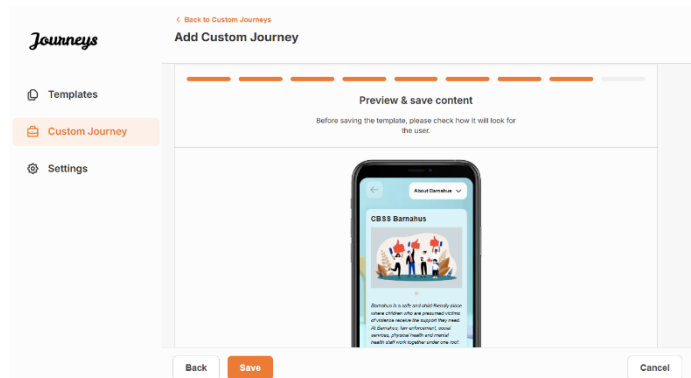 Journeys
Templates
Custom Journey
Settings
< Back to Custom Journeys
Add Custom Journey
Preview & save content
Before saving the template, please check how it will look for
the user.
About Barnahus
CBSS Barnahus
Barnahus is a safe and child-friendly place
where children who are presumed victims
of violence receive the support they need.
At Barnahus, law enforcement, social
services, physical health and mental
health staff work together under one roof.
Back
Save
Cancel